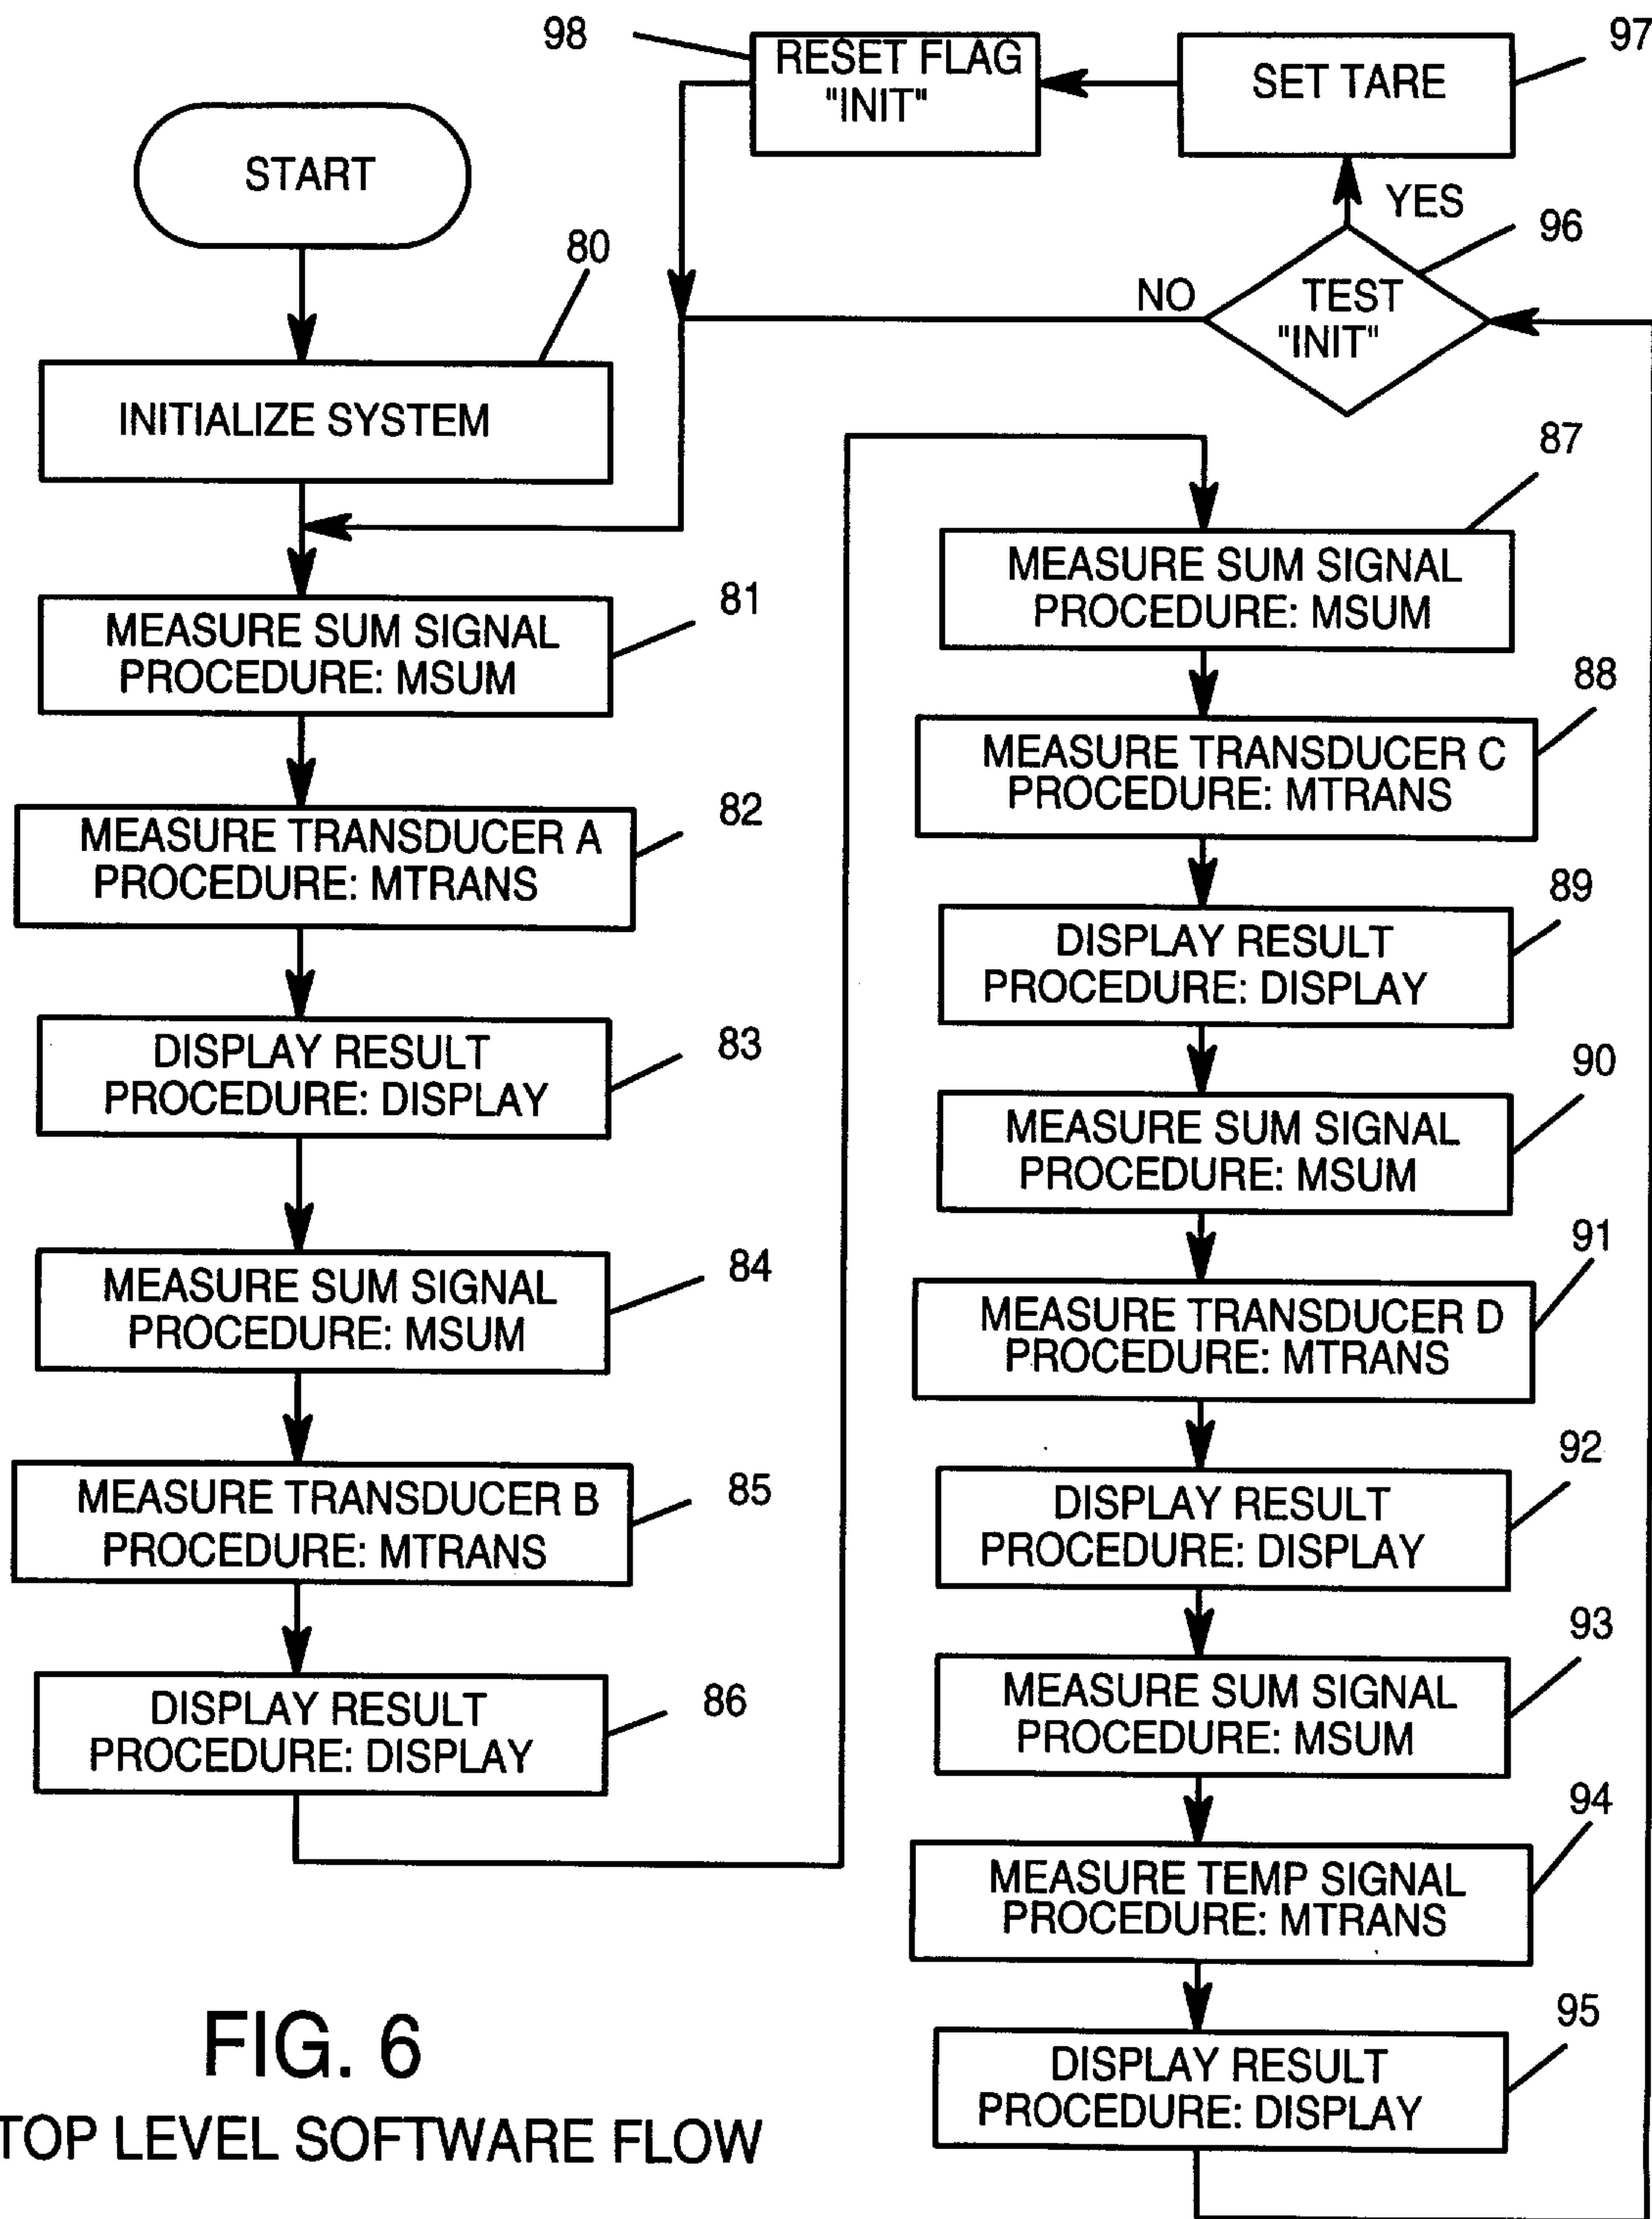 START
80
INITIALIZE SYSTEM
81
MEASURE SUM SIGNAL
PROCEDURE: MSUM
82
MEASURE TRANSDUCER A
PROCEDURE: MTRANS
83
DISPLAY RESULT
PROCEDURE: DISPLAY
84
MEASURE SUM SIGNAL
PROCEDURE: MSUM
85
MEASURE TRANSDUCER B
PROCEDURE: MTRANS
86
DISPLAY RESULT
PROCEDURE: DISPLAY
87
MEASURE SUM SIGNAL
PROCEDURE: MSUM
88
MEASURE TRANSDUCER C
PROCEDURE: MTRANS
89
DISPLAY RESULT
PROCEDURE: DISPLAY
90
MEASURE SUM SIGNAL
PROCEDURE: MSUM
91
MEASURE TRANSDUCER D
PROCEDURE: MTRANS
92
DISPLAY RESULT
PROCEDURE: DISPLAY
93
MEASURE SUM SIGNAL
PROCEDURE: MSUM
94
MEASURE TEMP SIGNAL
PROCEDURE: MTRANS
95
DISPLAY RESULT
PROCEDURE: DISPLAY
96
TEST
"INIT"
NO
YES
97
SET TARE
98
RESET FLAG
"INIT"
FIG. 6
TOP LEVEL SOFTWARE FLOW